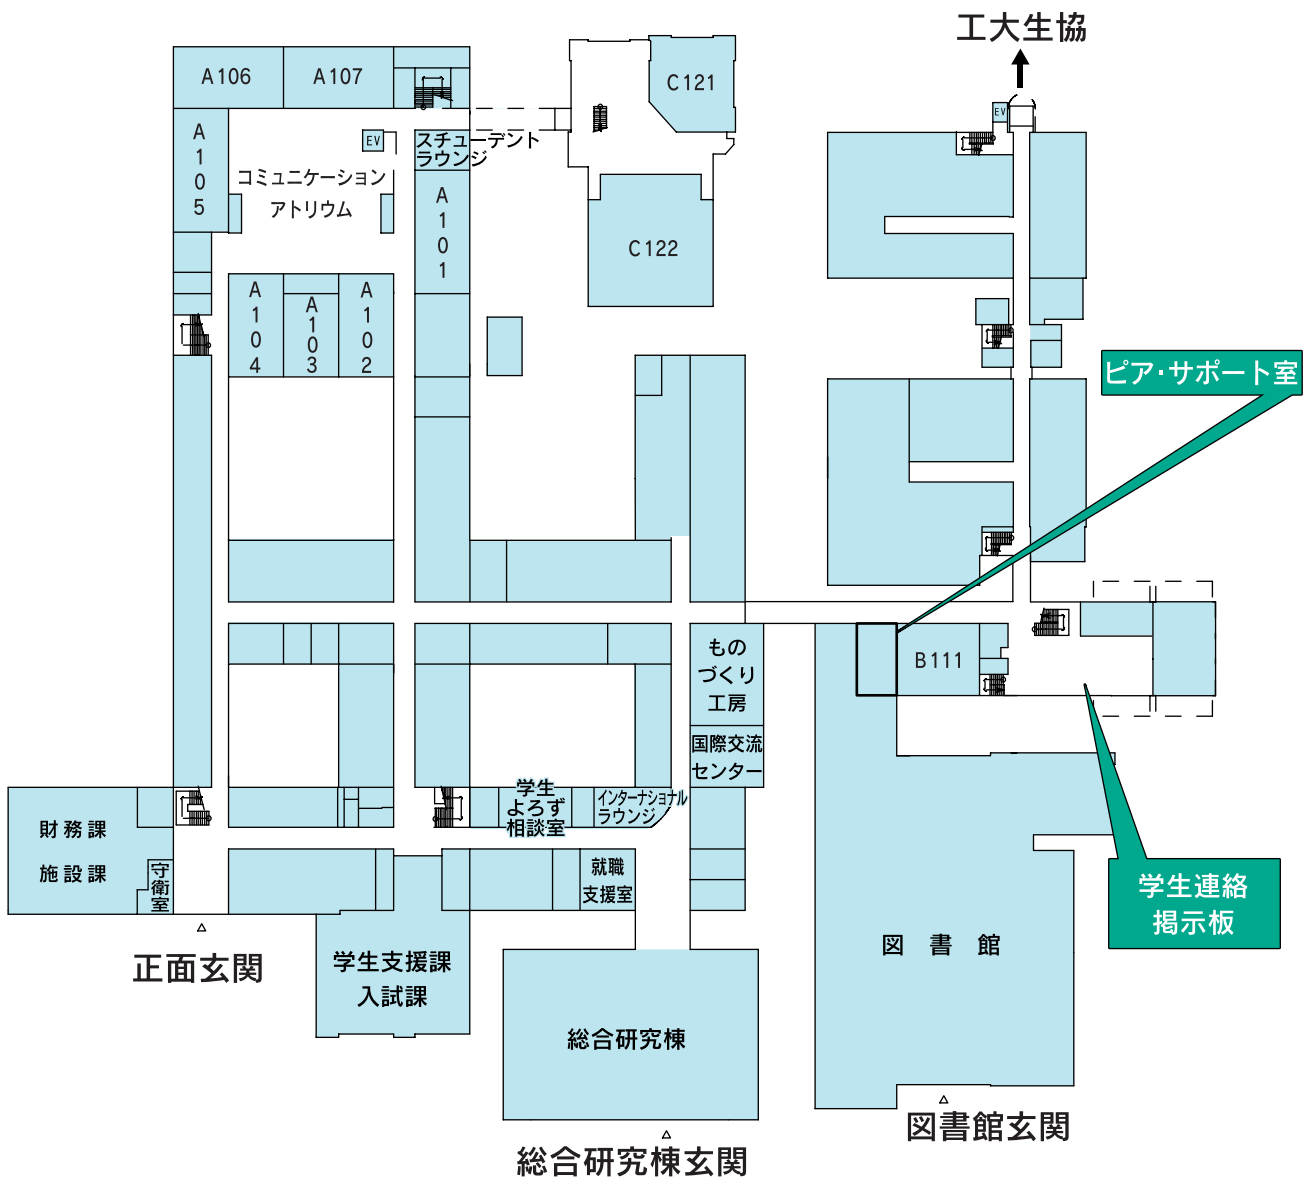 工大生協
A106
A107
C121
EV
A
1
0
5
EV
スチューデント
ラウンジ
コミュニケーション
アトリウム
A
1
0
1
C122
A
1
0
4
A
1
0
3
A
1
0
2
ピア・サポート室
B111
もの
づくり
工房
国際交流
センター
学生
よろず
相談室
インターナショナル
ラウンジ
財務課
施設課
守
衛
室
就職
支援室
学生連絡
掲示板
正面玄関
学生支援課
入試課
図書館
総合研究棟
図書館玄関
総合研究棟玄関